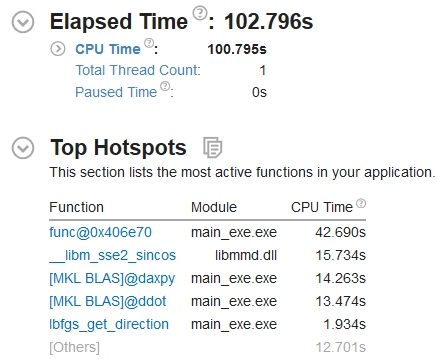 Elapsed Time ?: 102.796s
CPU Time ?: 100.795s
Total Thread Count: 1
Paused Time ?: 0s
Top Hotspots
This section lists the most active functions in your application.
Function Module CPU Time ?
func@0x406e70 main_exe.exe 42.690s
__libm_sse2_sincos libmmd.dll 15.734s
[MKL BLAS]@daxpy main_exe.exe 14.263s
[MKL BLAS]@ddot main_exe.exe 13.474s
lbfgs_get_direction main_exe.exe 1.934s
[Others] 12.701s